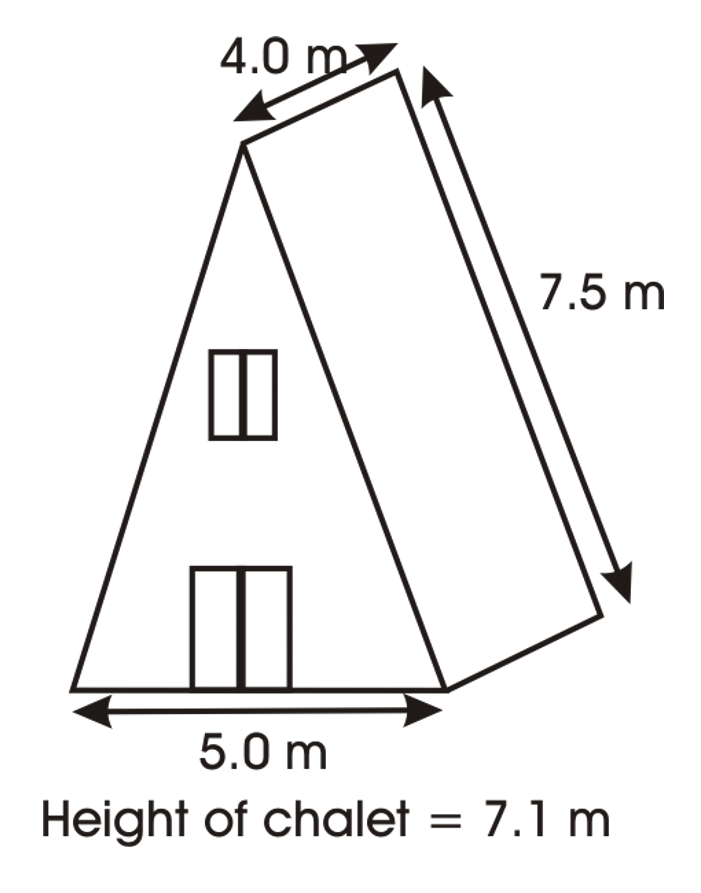 4.0 m
7.5 m
5.0 m
Height of chalet = 7.1 m